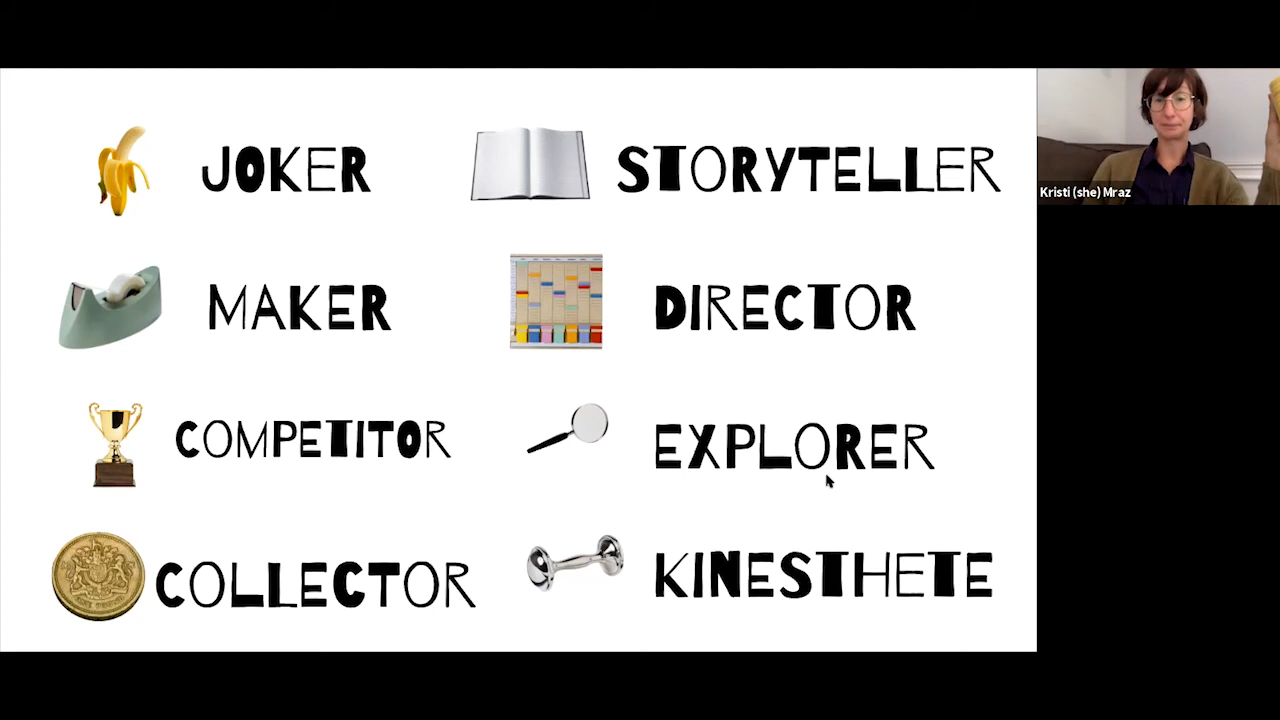 JOKER
STORYTELLER
Kristi (she) Mraz
MAKER
DIRECTOR
COMPETITOR
EXPLORER
COLLECTOR
KINESTHETE